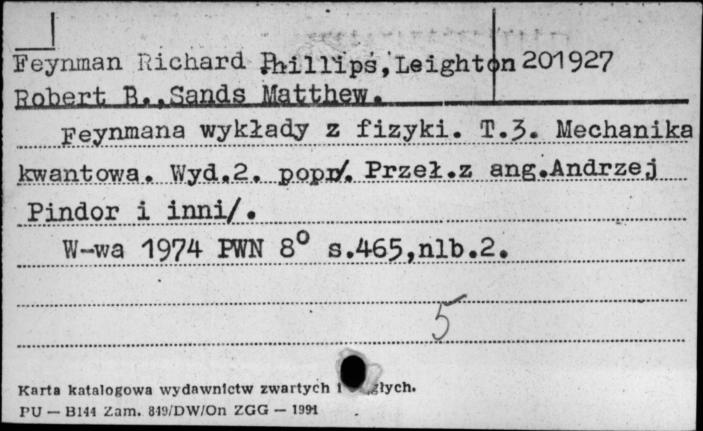 Feynman Richard Phillips, Leighton 201927
Robert B., Sands Matthew.
Feynmana wykłady z fizyki. T.3. Mechanika
kwantowa. Wyd.2. popr/. Przeł.z ang.Andrzej
Pindor i inni/.
W-wa 1974 PWN 8° s.465,nlb.2.
5
Karta katalogowa wydawnictw zwartych i
PU — B144 Zam. 849/DW/On ZGG — 1991